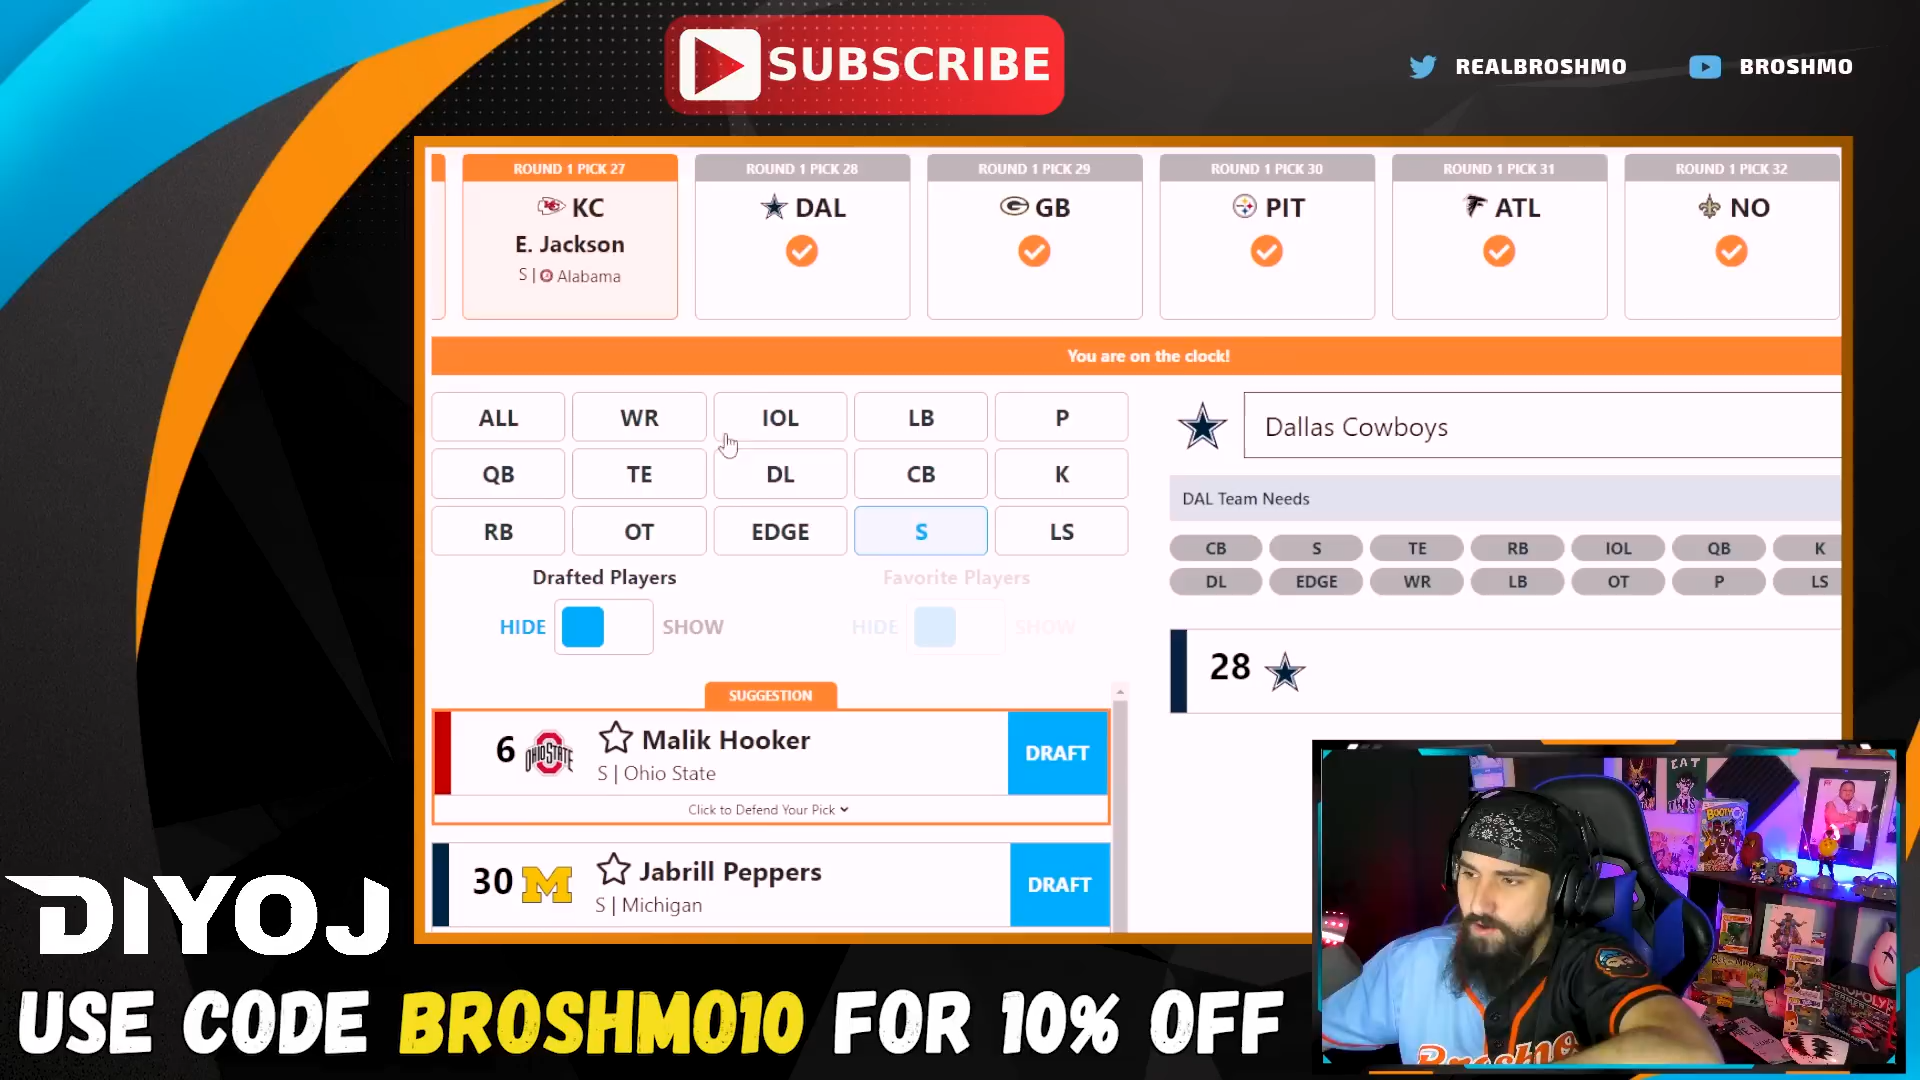 SUBSCRIBE
REALBROSHMO
BROSHMO
ROUND 1 PICK 27
KC
E. Jackson
S | Alabama
ROUND 1 PICK 28
DAL
ROUND 1 PICK 29
GB
ROUND 1 PICK 30
PIT
ROUND 1 PICK 31
ATL
ROUND 1 PICK 32
NO
You are on the clock!
ALL WR IOL LB P
QB TE DL CB K
RB OT EDGE S LS
Drafted Players
HIDE SHOW
Favorite Players
HIDE SHOW
Dallas Cowboys
DAL Team Needs
CB S TE RB IOL QB K
DL EDGE WR LB OT P LS
28
SUGGESTION
6 OHIO STATE Malik Hooker
S | Ohio State
DRAFT
Click to Defend Your Pick
30 M Jabrill Peppers
S | Michigan
DRAFT
EAT
THIS
BOOTY O's
DIYOJ
USE CODE BROSHMO10 FOR 10% OFF